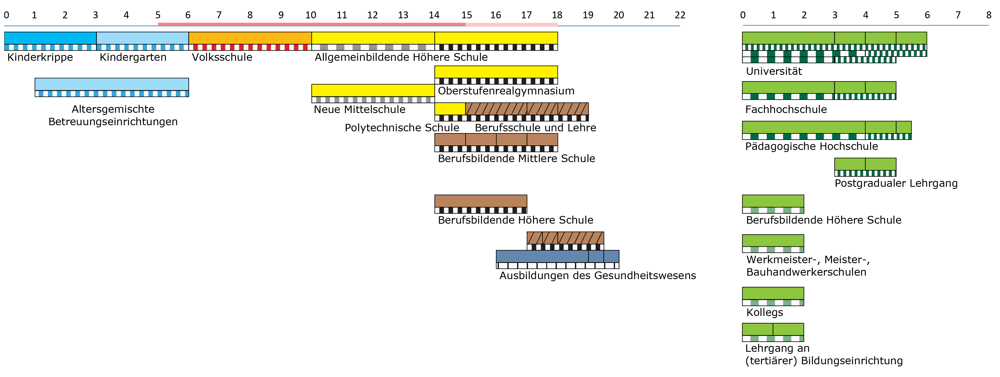 0 1 2 3 4 5 6 7 8 9 10 11 12 13 14 15 16 17 18 19 20 21 22
Kinderkrippe
Kindergarten
Volksschule
Allgemeinbildende Höhere Schule
Altersgemischte
Betreuungseinrichtungen
Oberstufenrealgymnasium
Neue Mittelschule
Polytechnische Schule
Berufsschule und Lehre
Berufsbildende Mittlere Schule
Berufsbildende Höhere Schule
Ausbildungen des Gesundheitswesens
0 1 2 3 4 5 6 7 8
Universität
Fachhochschule
Pädagogische Hochschule
Postgradualer Lehrgang
Berufsbildende Höhere Schule
Werkmeister-, Meister-,
Bauhandwerkerschulen
Kollegs
Lehrgang an
(tertiärer) Bildungseinrichtung